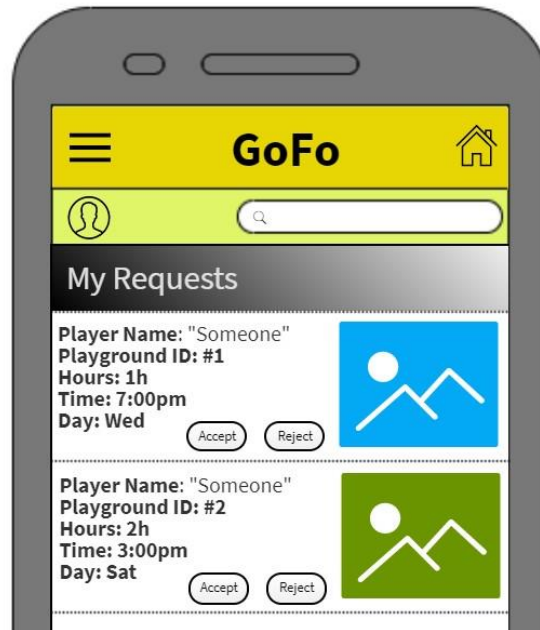 GoFo
My Requests
Player Name: "Someone"
Playground ID: #1
Hours: 1h
Time: 7:00pm
Day: Wed
Accept Reject
Player Name: "Someone"
Playground ID: #2
Hours: 2h
Time: 3:00pm
Day: Sat
Accept Reject